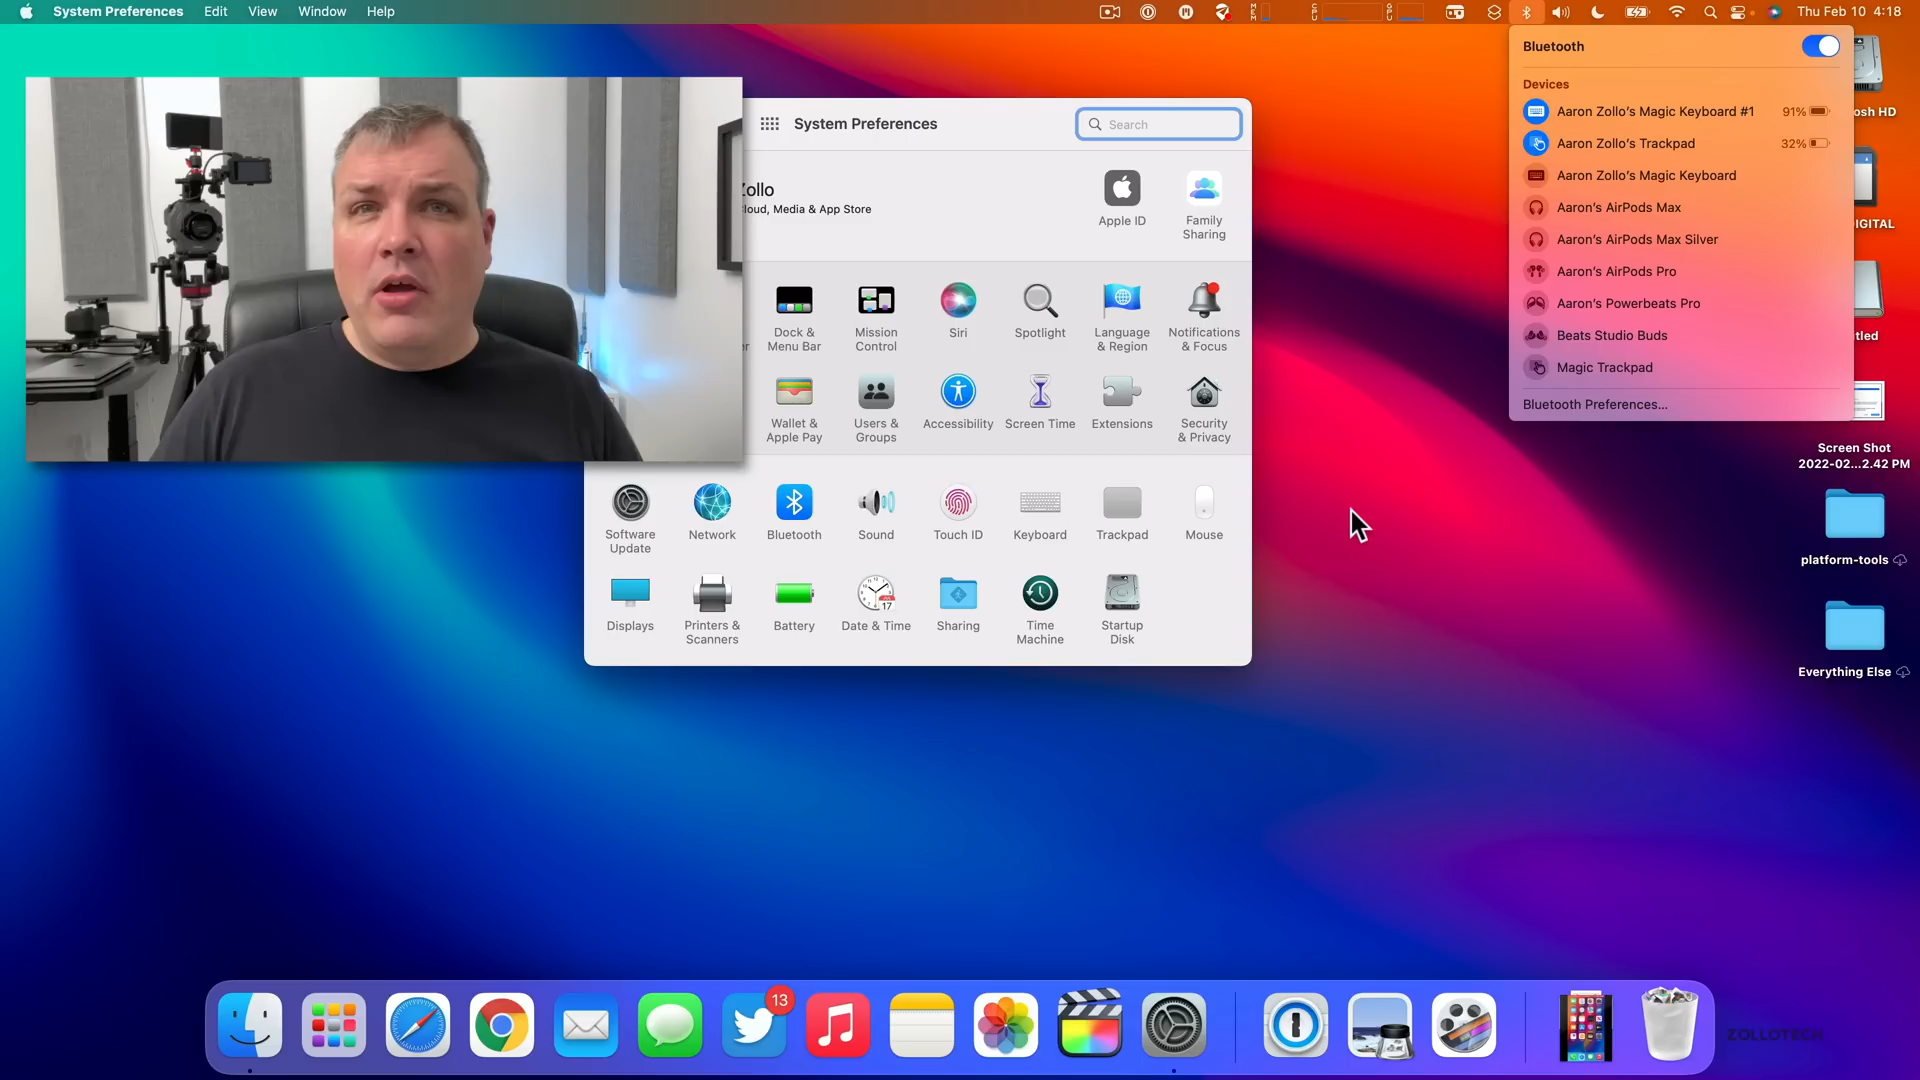 System Preferences Edit View Window Help
Thu Feb 10 4:18
Bluetooth
Devices
Aaron Zollo's Magic Keyboard #1 91%
Aaron Zollo's Trackpad 32%
Aaron Zollo's Magic Keyboard
Aaron's AirPods Max
Aaron's AirPods Max Silver
Aaron's AirPods Pro
Aaron's Powerbeats Pro
Beats Studio Buds
Magic Trackpad
Bluetooth Preferences...
System Preferences
Search
Zollo
loud, Media & App Store
Apple ID
Family
Sharing
Dock &
Menu Bar
Mission
Control
Siri
Spotlight
Language
& Region
Notifications
& Focus
Wallet &
Apple Pay
Users &
Groups
Accessibility
Screen Time
Extensions
Security
& Privacy
Software
Update
Network
Bluetooth
Sound
Touch ID
Keyboard
Trackpad
Mouse
Displays
Printers &
Scanners
Battery
Date & Time
Sharing
Time
Machine
Startup
Disk
17
osh HD
IGITAL
tled
Screen Shot
2022-02...2.42 PM
platform-tools
Everything Else
13
ZOLLOTECH